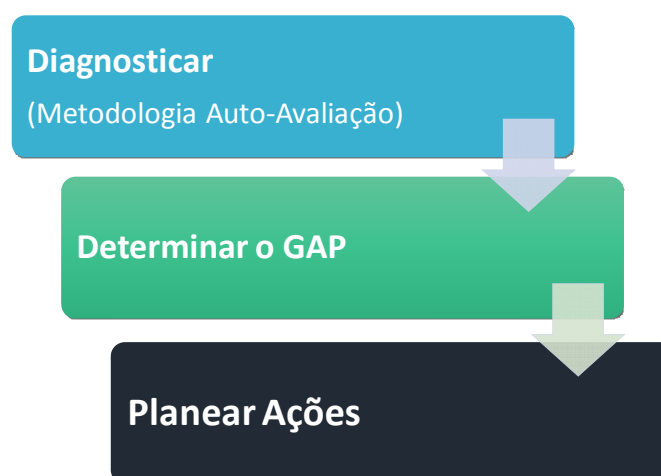 Diagnosticar
(Metodologia Auto-Avaliação)
Determinar o GAP
Planear Ações